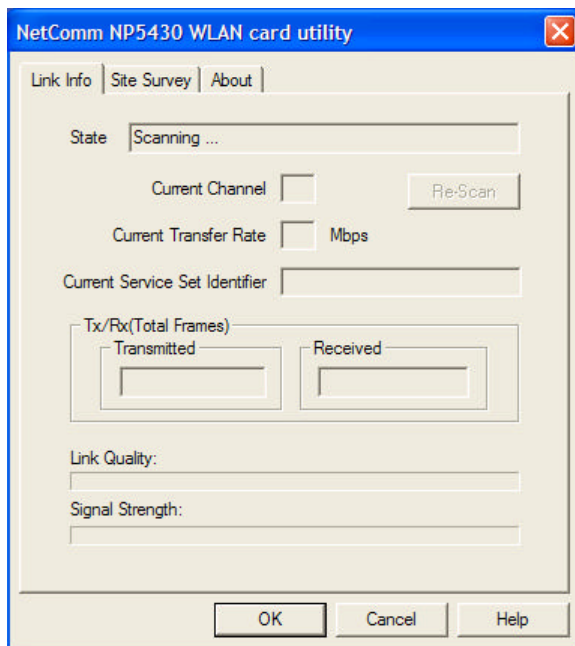 NetComm NP5430 WLAN card utility
Link Info Site Survey About
State Scanning ...
Current Channel Re-Scan
Current Transfer Rate Mbps
Current Service Set Identifier
Tx/Rx(Total Frames)
Transmitted Received
Link Quality:
Signal Strength:
OK Cancel Help